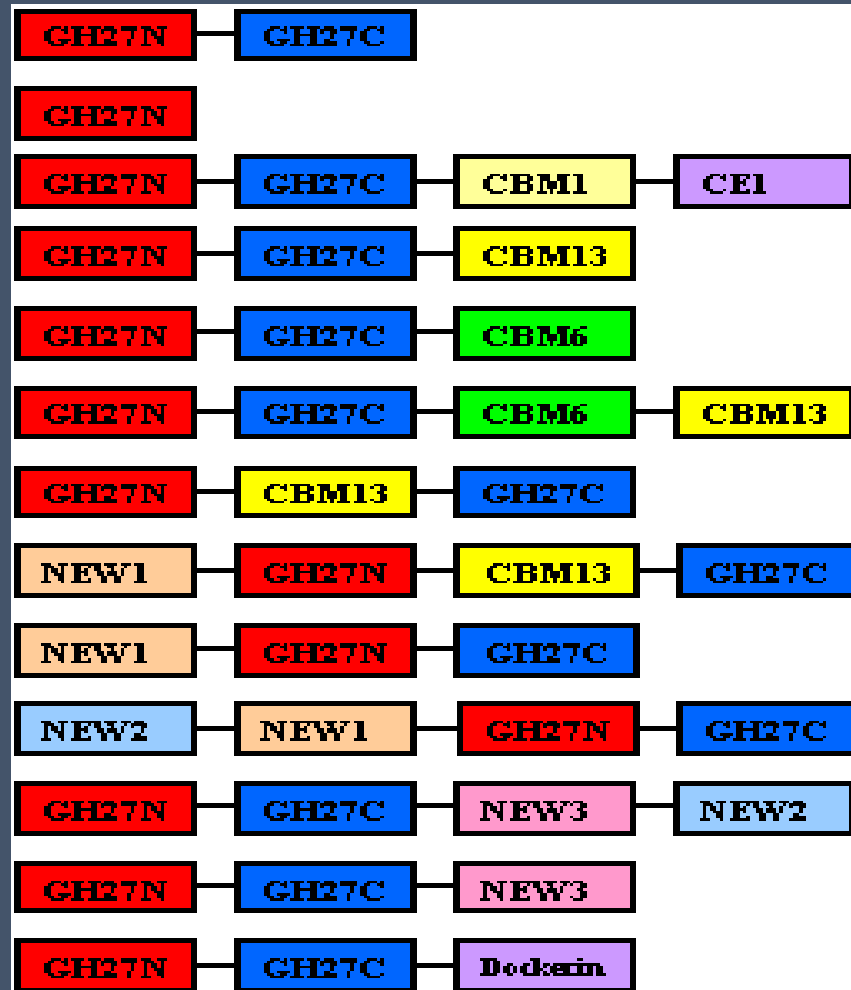 GH27N GH27C
GH27N
GH27N GH27C CBM1 CE1
GH27N GH27C CBM13
GH27N GH27C CBM6
GH27N GH27C CBM6 CBM13
GH27N CBM13 GH27C
NEW1 GH27N CBM13 GH27C
NEW1 GH27N GH27C
NEW2 NEW1 GH27N GH27C
GH27N GH27C NEW3 NEW2
GH27N GH27C NEW3
GH27N GH27C Dockerin